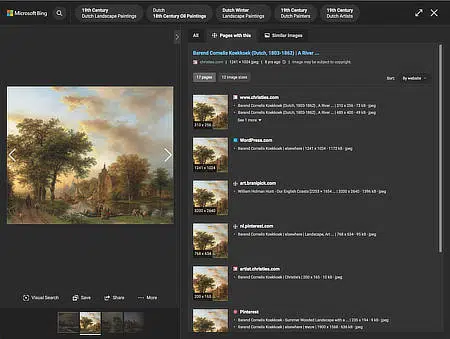 Microsoft Bing
19th Century
Dutch Landscape Paintings
Dutch
18th Century Oil Paintings
Dutch Winter
Landscape Paintings
19th Century
Dutch Painters
19th Century
Dutch Artists
All
Pages with this
Similar Images
Barend Cornelis Koekkoek (Dutch, 1803-1862) | A River ...
christies.com | 1241 x 1024 jpeg | 8 yrs ago | Image may be subject to copyright.
17 pages
12 image sizes
Sort: By website
www.christies.com
Barend Cornelis Koekkoek (Dutch, 1803-1862) , A River ... | 310 x 256 · 73 kB · jpeg
Barend Cornelis Koekkoek (Dutch, 1803-1862) , A River ... | 485 x 400 · 49 kB · jpeg
See 1 more
310 x 256
WordPress.com
Barend Cornelis Koekkoek | elsewhere | 1241 x 1024 · 1172 kB · jpeg
1241 x 1024
art.branipick.com
William Holman Hunt - Our English Coasts [2253 × 1654 ... | 3200 x 2640 · 7396 kB · jpeg
3200 x 2640
nl.pinterest.com
Barend Cornelis Koekkoek | elsewhere | Landscape, Art ... | 768 x 634 · 93 kB · jpeg
768 x 634
artist.christies.com
Barend Cornelis Koekkoek | Christie's | 200 x 165 · 10 kB · jpeg
200 x 165
Pinterest
Barend Cornelis Koekkoek - Summer Wooded Landscape with a ... | 235 x 194 · 9 kB · jpeg
Barend Cornelis Koekkoek | elsewhere | 1900 x 1568 · 636 kB · jpeg
Visual Search
Save
Share
More